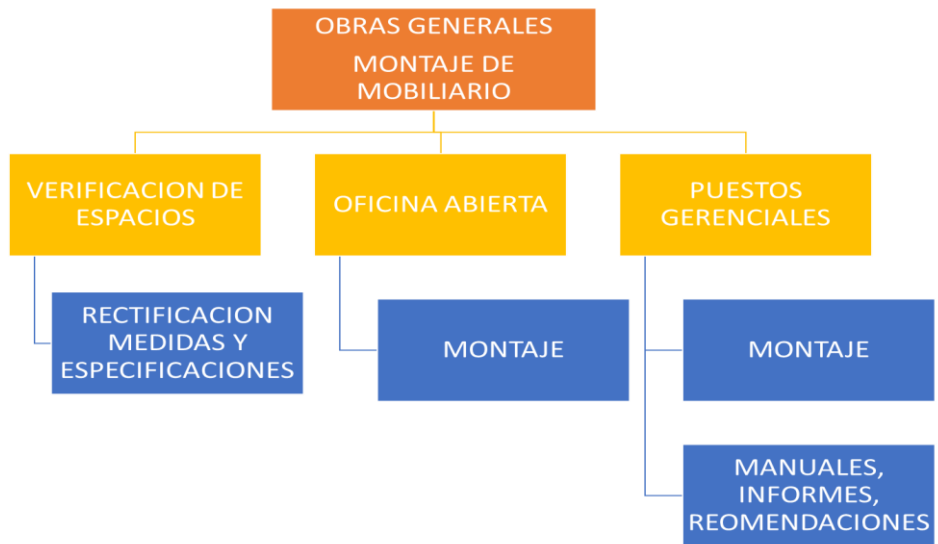 OBRAS GENERALES
MONTAJE DE
MOBILIARIO
VERIFICACION DE
ESPACIOS
OFICINA ABIERTA
PUESTOS
GERENCIALES
RECTIFICACION
MEDIDAS Y
ESPECIFICACIONES
MONTAJE
MONTAJE
MANUALES,
INFORMES,
REOMENDACIONES